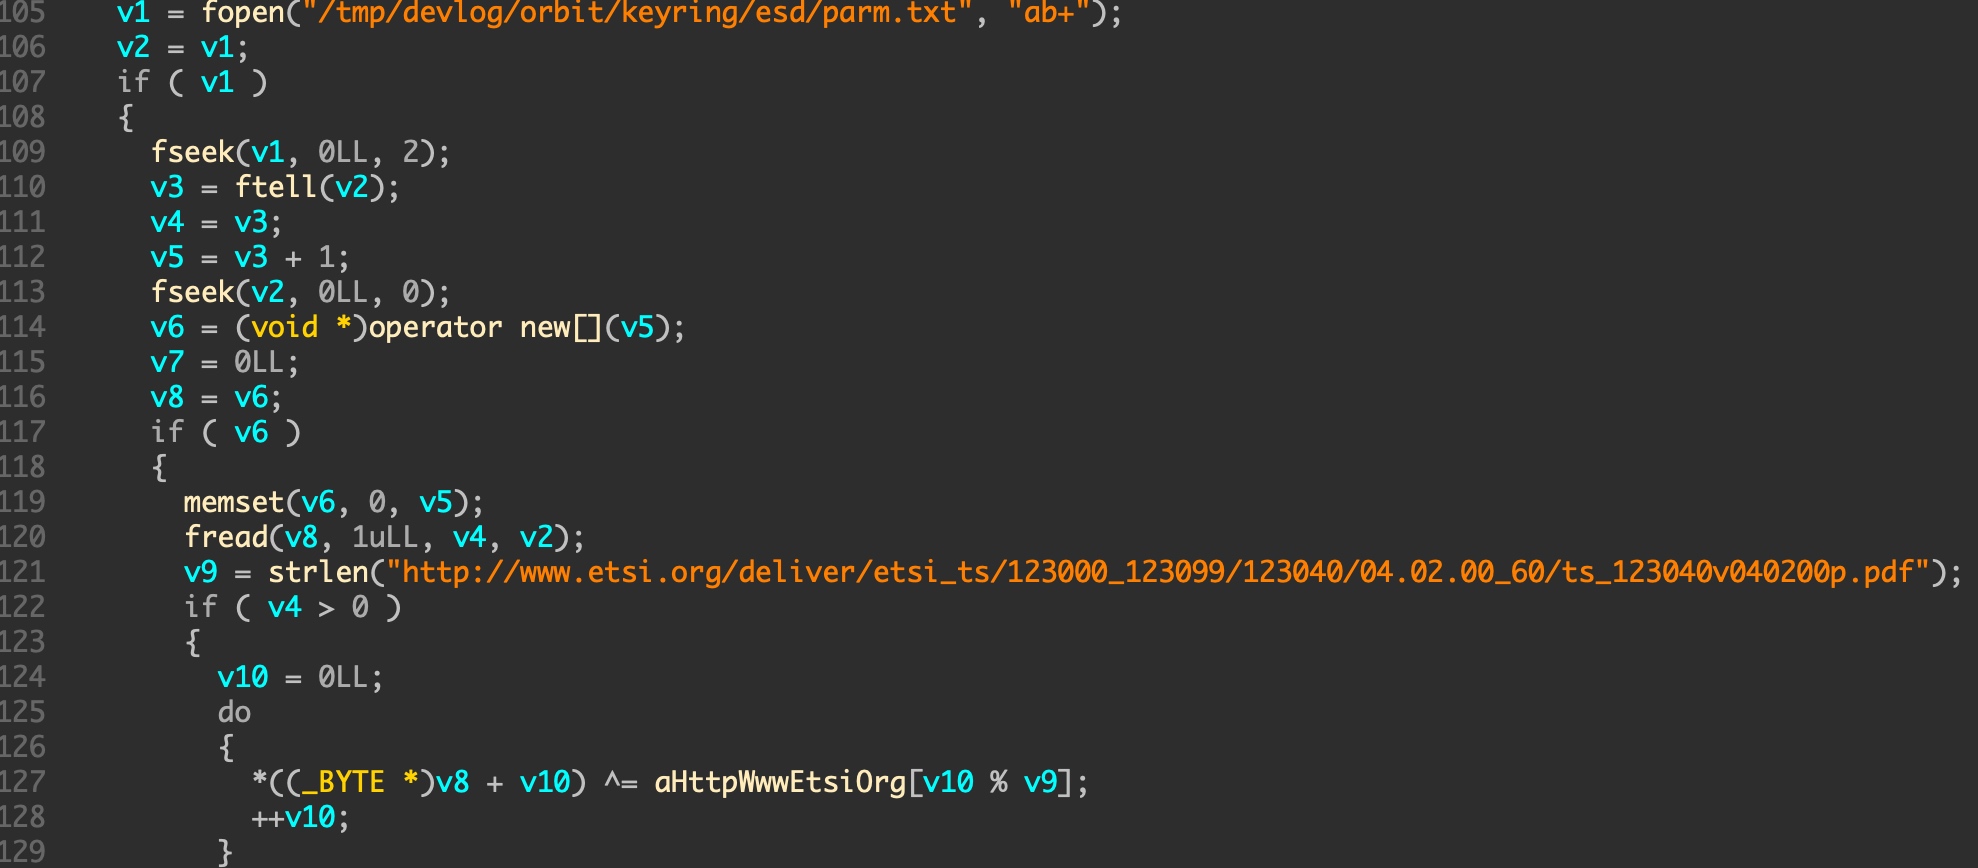 105 v1 = fopen("/tmp/devlog/orbit/keyring/esd/parm.txt", "ab+");
106 v2 = v1;
107 if ( v1 )
108 {
109 fseek(v1, 0LL, 2);
110 v3 = ftell(v2);
111 v4 = v3;
112 v5 = v3 + 1;
113 fseek(v2, 0LL, 0);
114 v6 = (void *)operator new[](v5);
115 v7 = 0LL;
116 v8 = v6;
117 if ( v6 )
118 {
119 memset(v6, 0, v5);
120 fread(v8, 1uLL, v4, v2);
121 v9 = strlen("http://www.etsi.org/deliver/etsi_ts/123000_123099/123040/04.02.00_60/ts_123040v040200p.pdf");
122 if ( v4 > 0 )
123 {
124 v10 = 0LL;
125 do
126 {
127 *((_BYTE *)v8 + v10) ^= aHttpWwwEtsiOrg[v10 % v9];
128 ++v10;
129 }